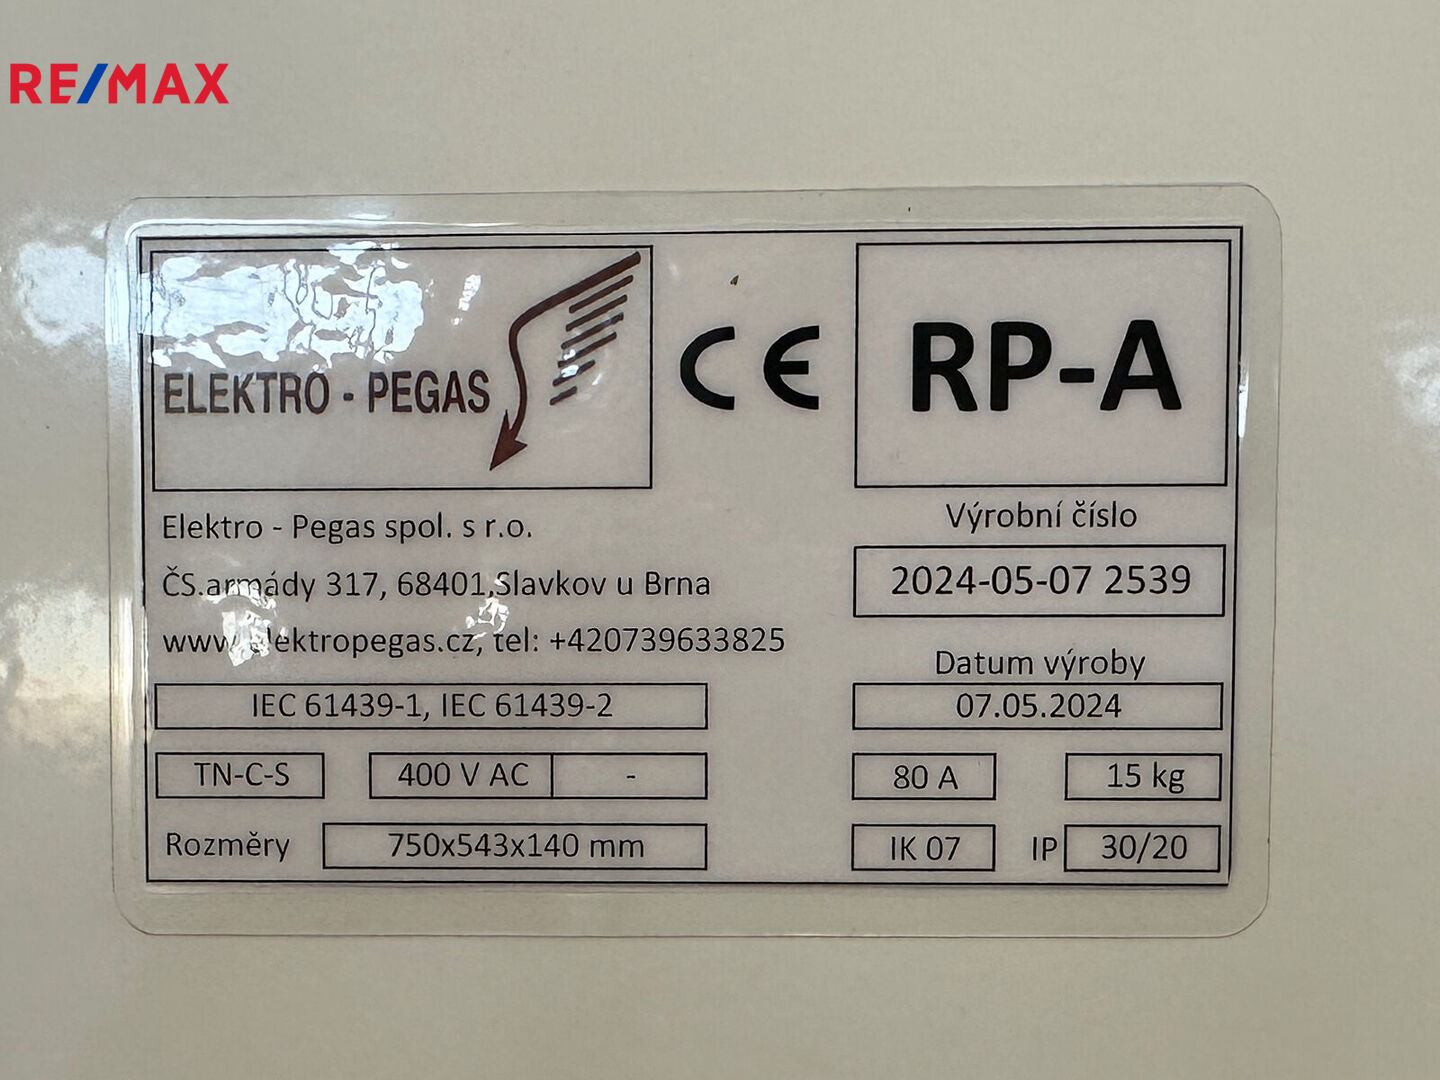 RE/MAX
ELEKTRO - PEGAS
CE
RP-A
Elektro - Pegas spol. s r.o.
ČS.armády 317, 68401,Slavkov u Brna
www.elektropegas.cz, tel: +420739633825
Výrobní číslo
2024-05-07 2539
Datum výroby
07.05.2024
IEC 61439-1, IEC 61439-2
TN-C-S 400 V AC - 80 A 15 kg
Rozměry 750x543x140 mm IK 07 IP 30/20